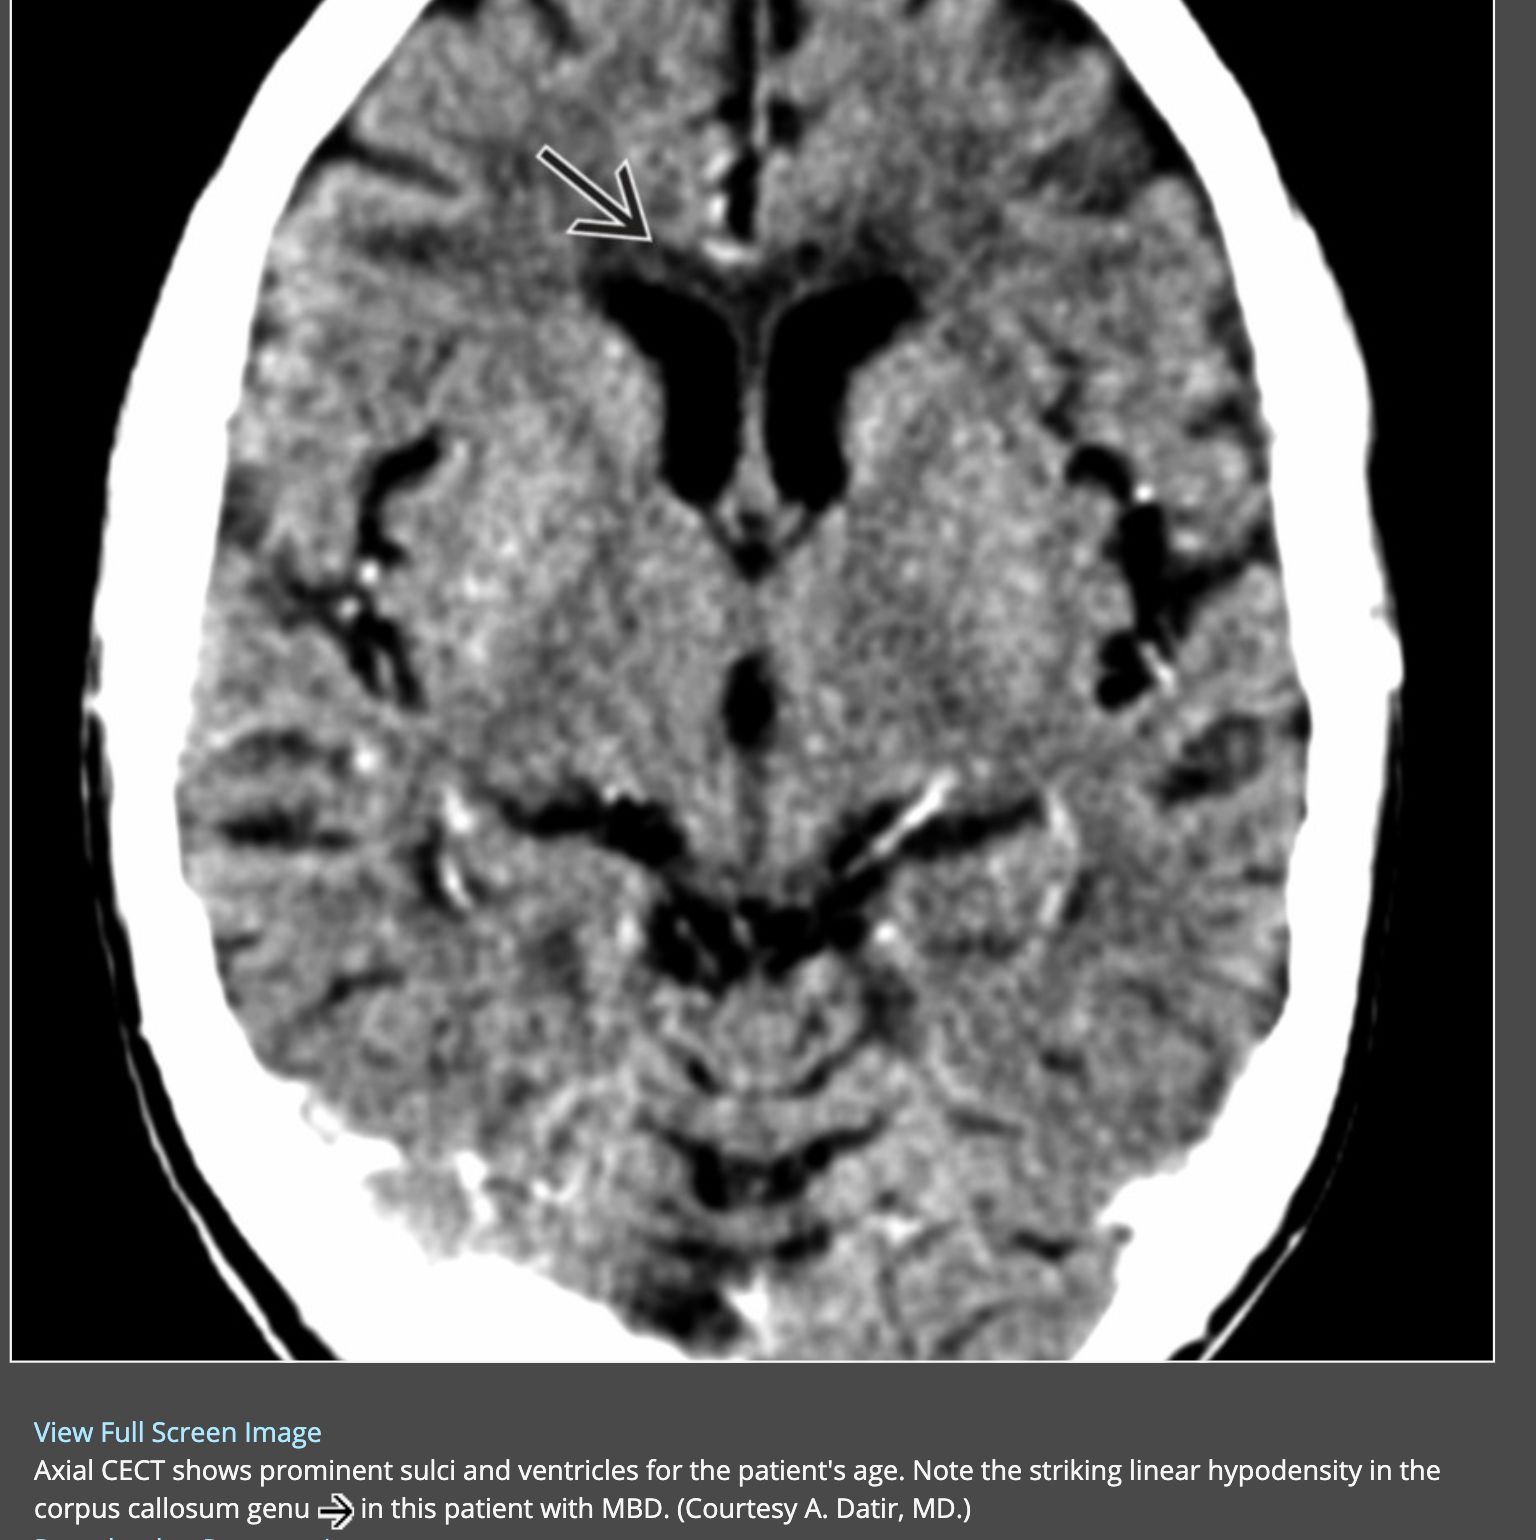 View Full Screen Image
Axial CECT shows prominent sulci and ventricles for the patient's age. Note the striking linear hypodensity in the
corpus callosum genu in this patient with MBD. (Courtesy A. Datir, MD.)